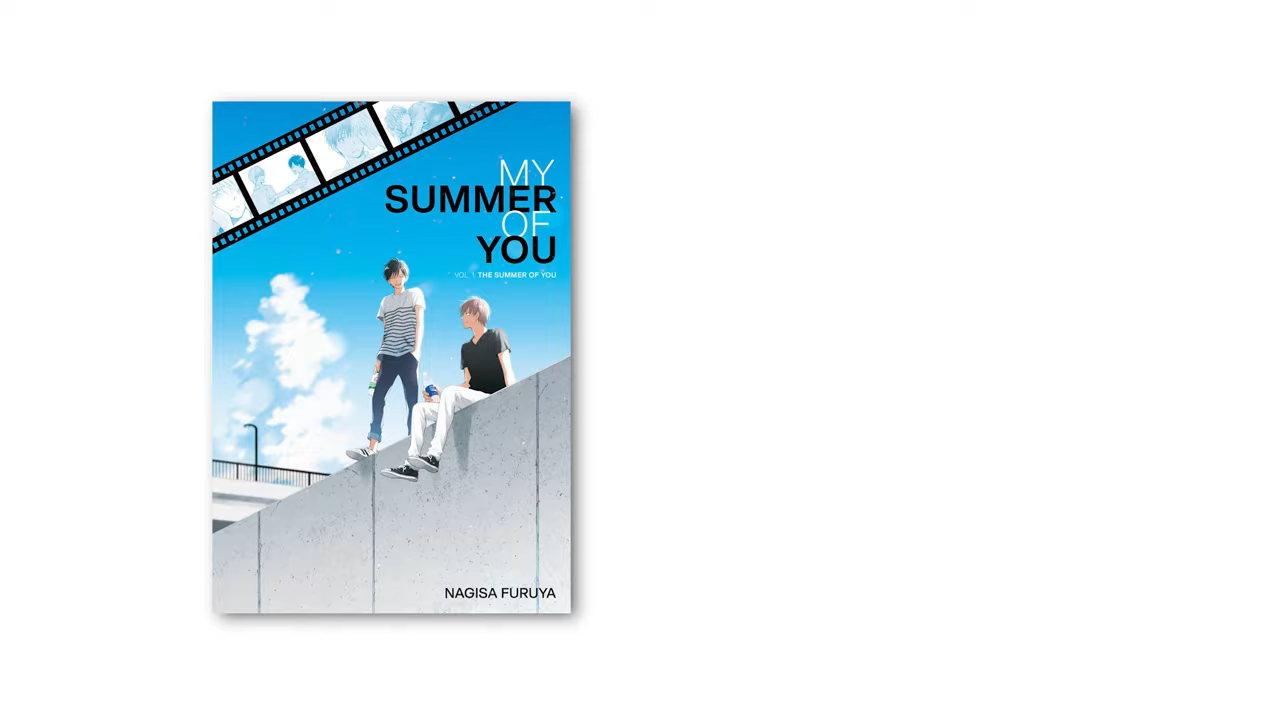 MY
SUMMER
OF
YOU
VOL. 1 THE SUMMER OF YOU
NAGISA FURUYA